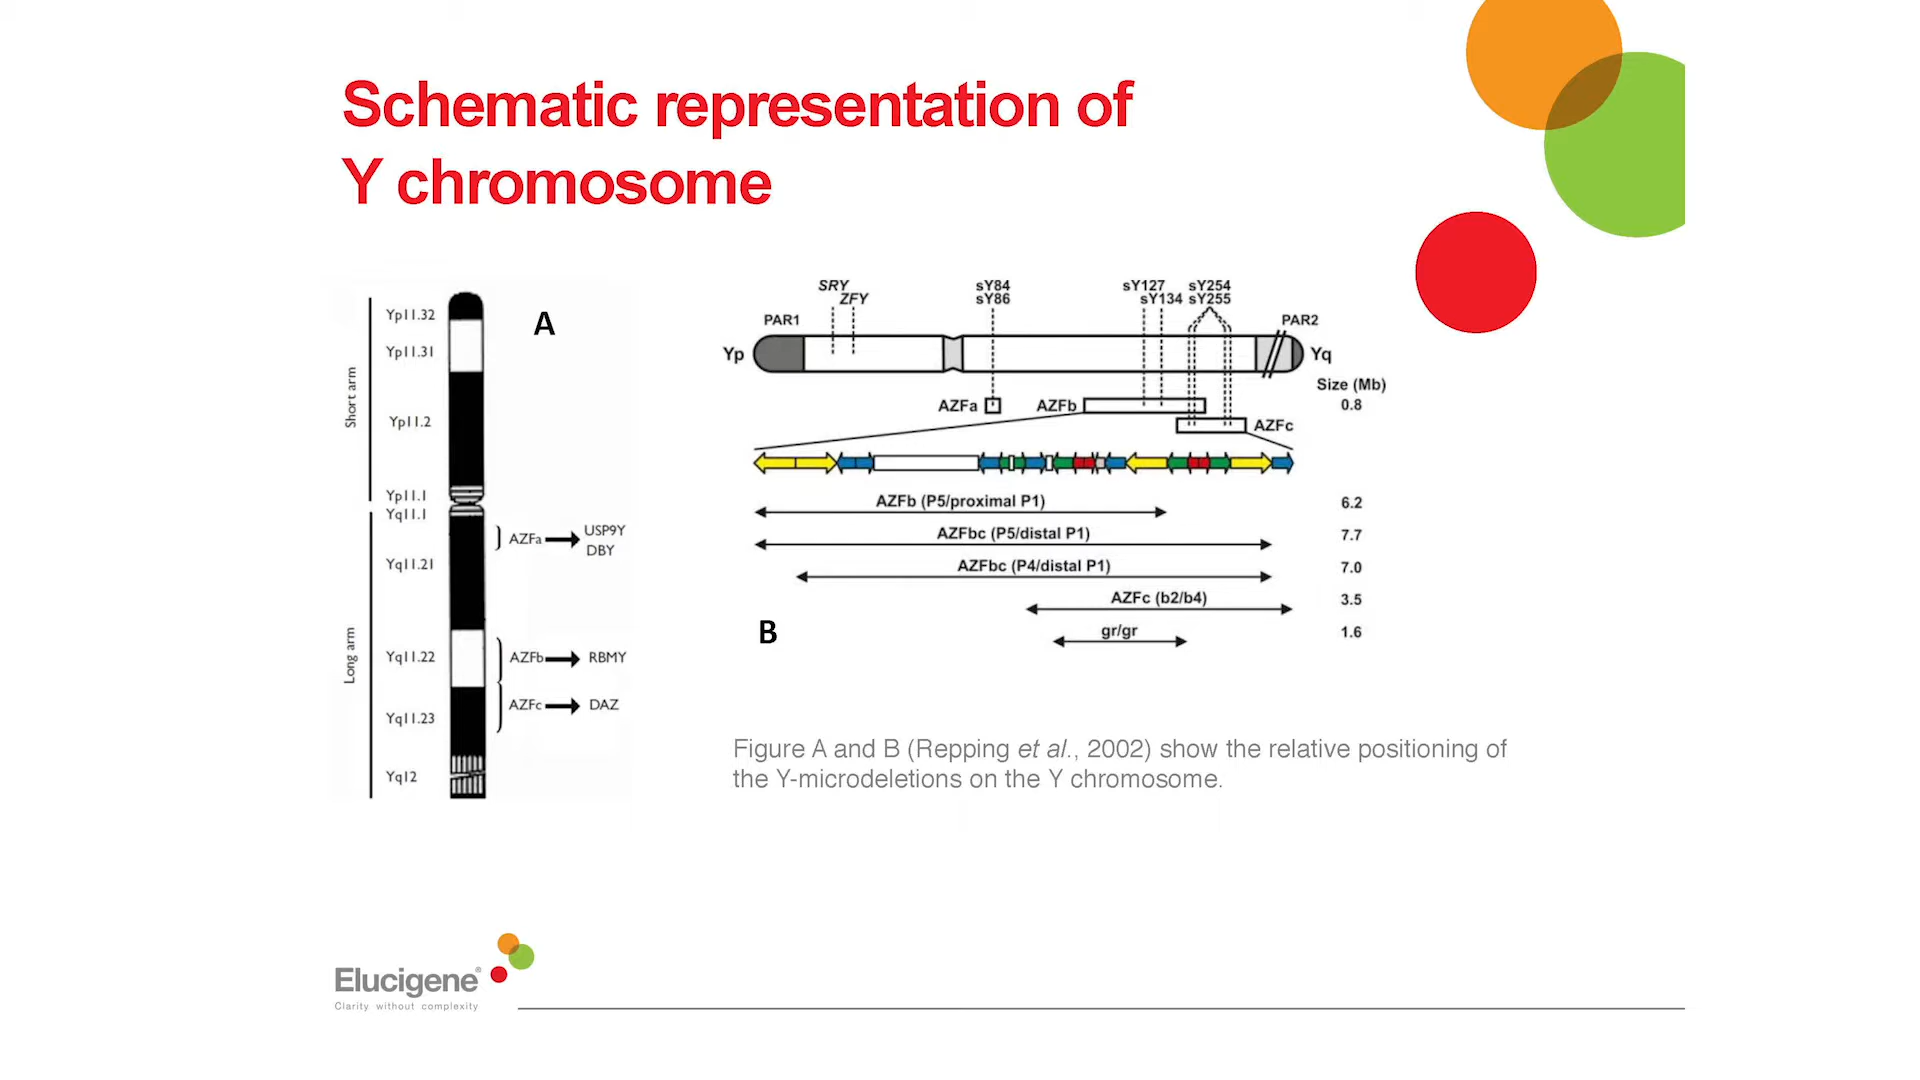 Schematic representation of
Y chromosome
A
Short arm
Long arm
Yp11.32
Yp11.31
Yp11.2
Yp11.1
Yq11.1
Yq11.21
Yq11.22
Yq11.23
Yq12
AZFa
USP9Y
DBY
AZFb
RBMY
AZFc
DAZ
B
SRY
ZFY
sY84
sY86
sY127
sY134
sY254
sY255
PAR1
PAR2
Yp
Yq
Size (Mb)
AZFa
AZFb
0.8
AZFc
AZFb (P5/proximal P1)
6.2
AZFbc (P5/distal P1)
7.7
AZFbc (P4/distal P1)
7.0
AZFc (b2/b4)
3.5
gr/gr
1.6
Figure A and B (Repping et al., 2002) show the relative positioning of
the Y-microdeletions on the Y chromosome.
Elucigene®
Clarity without complexity